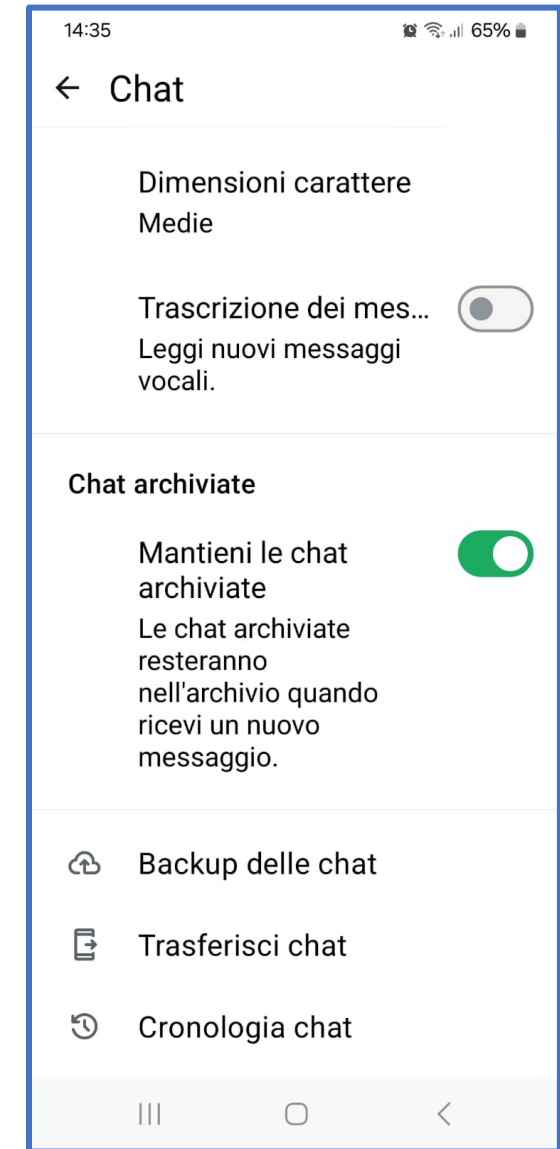 14:35 65%
Chat
Dimensioni carattere
Medie
Trascrizione dei mes...
Leggi nuovi messaggi
vocali.
Chat archiviate
Mantieni le chat
archiviate
Le chat archiviate
resteranno
nell'archivio quando
ricevi un nuovo
messaggio.
Backup delle chat
Trasferisci chat
Cronologia chat